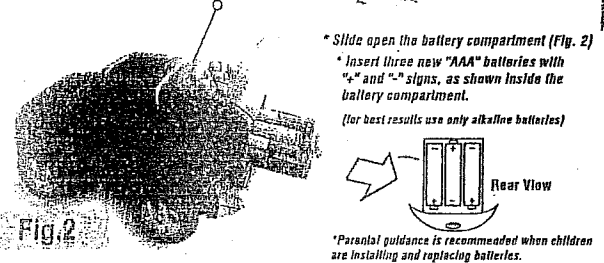 * Slide open the battery compartment (Fig. 2)
* Insert three new "AAA" batteries with
"+" and "-" signs, as shown inside the
battery compartment.
(for best results use only alkaline batteries)
Rear View
Fig.2
*Parental guidance is recommended when children
are installing and replacing batteries.